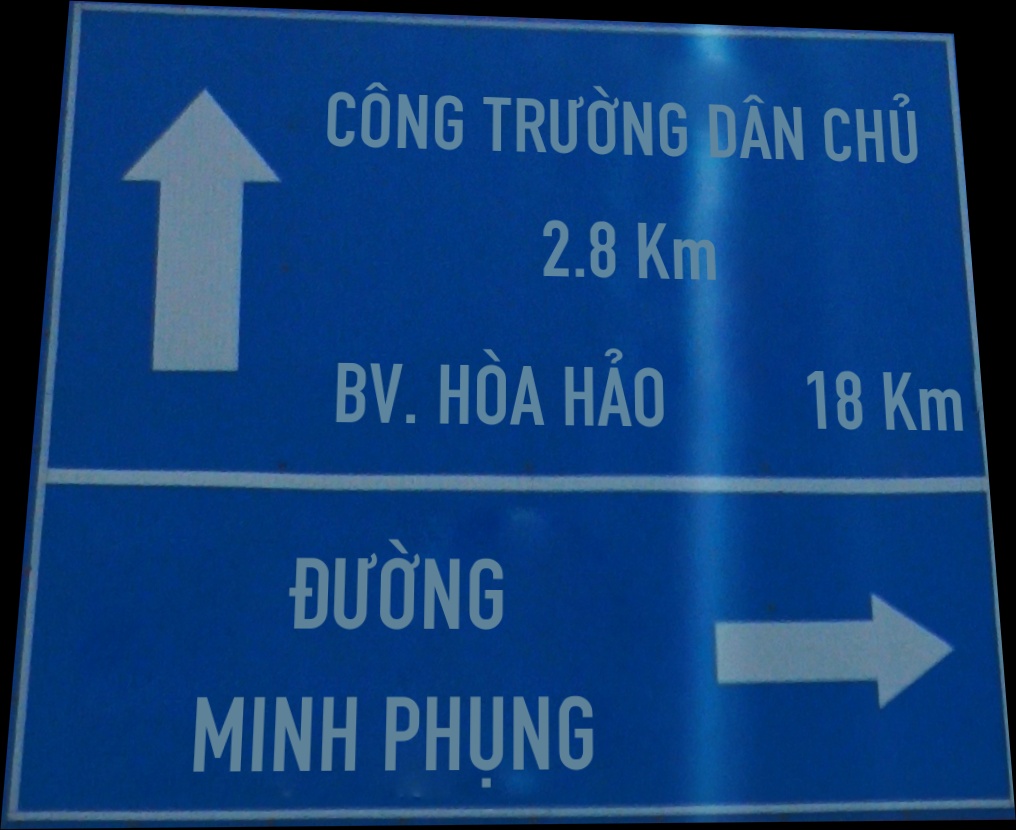 CÔNG TRƯỜNG DÂN CHỦ
2.8 Km
BV. HÒA HẢO 18 Km
ĐƯỜNG
MINH PHỤNG